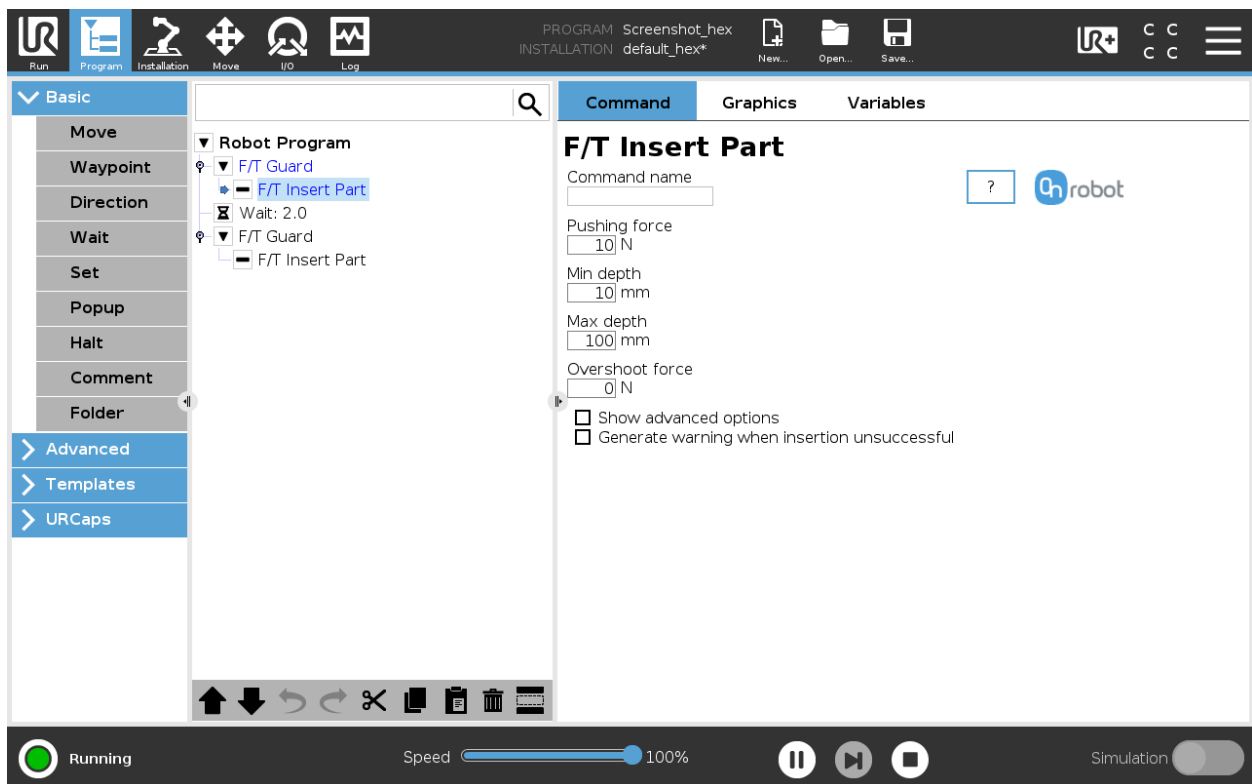 PROGRAM Screenshot_hex
INSTALLATION default_hex*
Run
Program
Installation
Move
I/O
Log
New...
Open...
Save...
UR+
C C
C C
Basic
Move
Waypoint
Direction
Wait
Set
Popup
Halt
Comment
Folder
Advanced
Templates
URCaps
Robot Program
F/T Guard
F/T Insert Part
Wait: 2.0
F/T Guard
F/T Insert Part
Command
Graphics
Variables
F/T Insert Part
Command name
?
On robot
Pushing force
10 N
Min depth
10 mm
Max depth
100 mm
Overshoot force
0 N
Show advanced options
Generate warning when insertion unsuccessful
Running
Speed
100%
Simulation